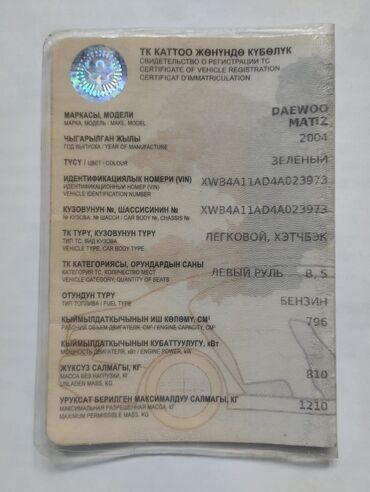 ТК КАТТОО ЖӨНҮНДӨ КҮБӨЛҮК
СВИДЕТЕЛЬСТВО О РЕГИСТРАЦИИ ТС
CERTIFICATE OF VEHICLE REGISTRATION
CERTIFICAT D'IMMATRICULATION
МАРКАСЫ, МОДЕЛИ DAEWOO
МАРКА, МОДЕЛЬ / MAKE, MODEL MATIZ
ЧЫГАРЫЛГАН ЖЫЛЫ 2004
ГОД ВЫПУСКА / YEAR OF MANUFACTURE
ТҮСҮ / ЦВЕТ / COLOUR ЗЕЛЕНЫЙ
ИДЕНТИФИКАЦИЯЛЫК НОМЕРИ (VIN) XWB4A11AD4A023973
ИДЕНТИФИКАЦИОННЫЙ НОМЕР (VIN)
VEHICLE IDENTIFICATION NUMBER
КУЗОВУНУН №, ШАССИСИНИН № XWB4A11AD4A023973
№ КУЗОВА, № ШАССИ / CAR BODY №, CHASSIS №
ТК ТҮРҮ, КУЗОВУНУН ТҮРҮ ЛЕГКОВОЙ, ХЭТЧБЭК
ТИП ТС, ВИД КУЗОВА
VEHICLE TYPE, CAR BODY TYPE
ТК КАТЕГОРИЯСЫ, ОРУНДАРДЫН САНЫ ЛЕВЫЙ РУЛЬ B, 5
КАТЕГОРИЯ ТС, КОЛИЧЕСТВО МЕСТ
VEHICLE CATEGORY, QUANTITY OF SEATS
ОТУНДУН ТҮРҮ БЕНЗИН
ТИП ТОПЛИВА / FUEL TYPE
КЫЙМЫЛДАТКЫЧЫНЫН ИШ КӨЛӨМҮ, СМ³ 796
РАБОЧИЙ ОБЪЕМ ДВИГАТЕЛЯ, СМ³ / ENGINE CAPACITY, CM³
КЫЙМЫЛДАТКЫЧЫНЫН КУБАТТУУЛУГУ, кВт
МОЩНОСТЬ ДВИГАТЕЛЯ, кВт / ENGINE POWER, kW
ЖҮКСҮЗ САЛМАГЫ, КГ 810
МАССА БЕЗ НАГРУЗКИ, КГ
UNLADEN MASS, KG
УРУКСАТ БЕРИЛГЕН МАКСИМАЛДУУ САЛМАГЫ, КГ 1210
МАКСИМАЛЬНАЯ РАЗРЕШЕННАЯ МАССА, КГ
MAXIMUM PERMISSIBLE MASS, KG